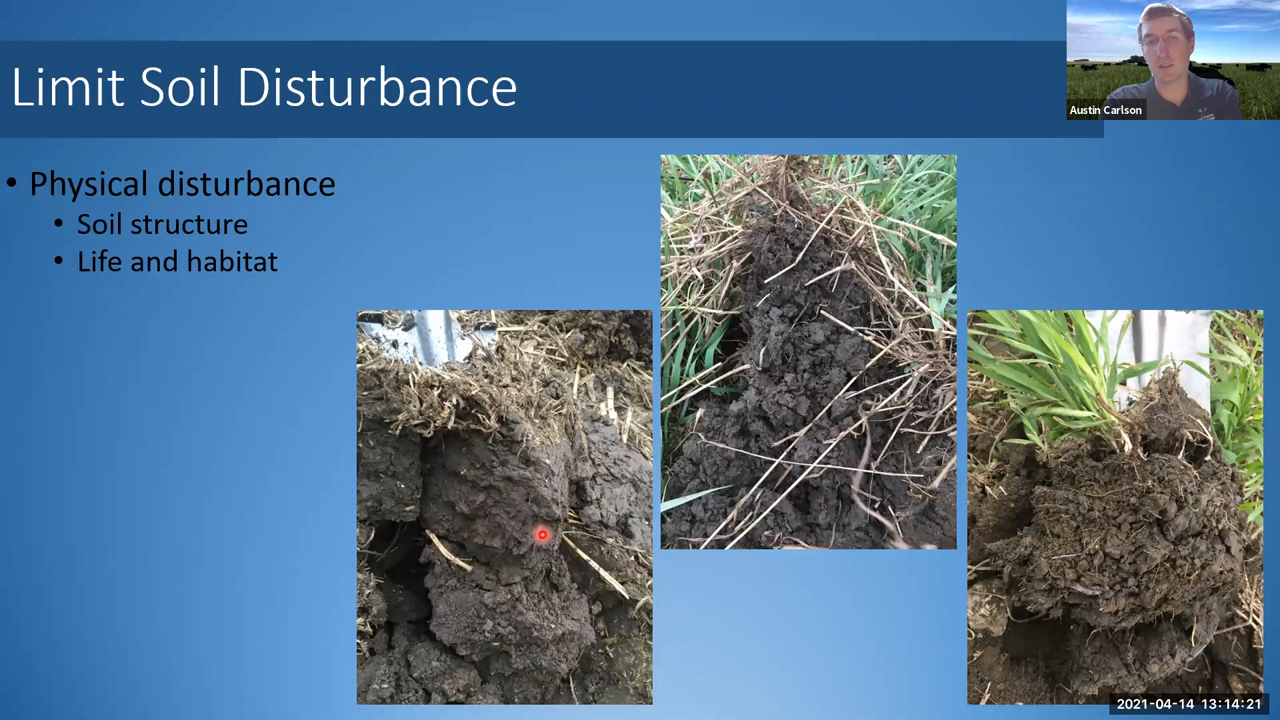 Limit Soil Disturbance
Austin Carlson
• Physical disturbance
• Soil structure
• Life and habitat
2021-04-14 13:14:21